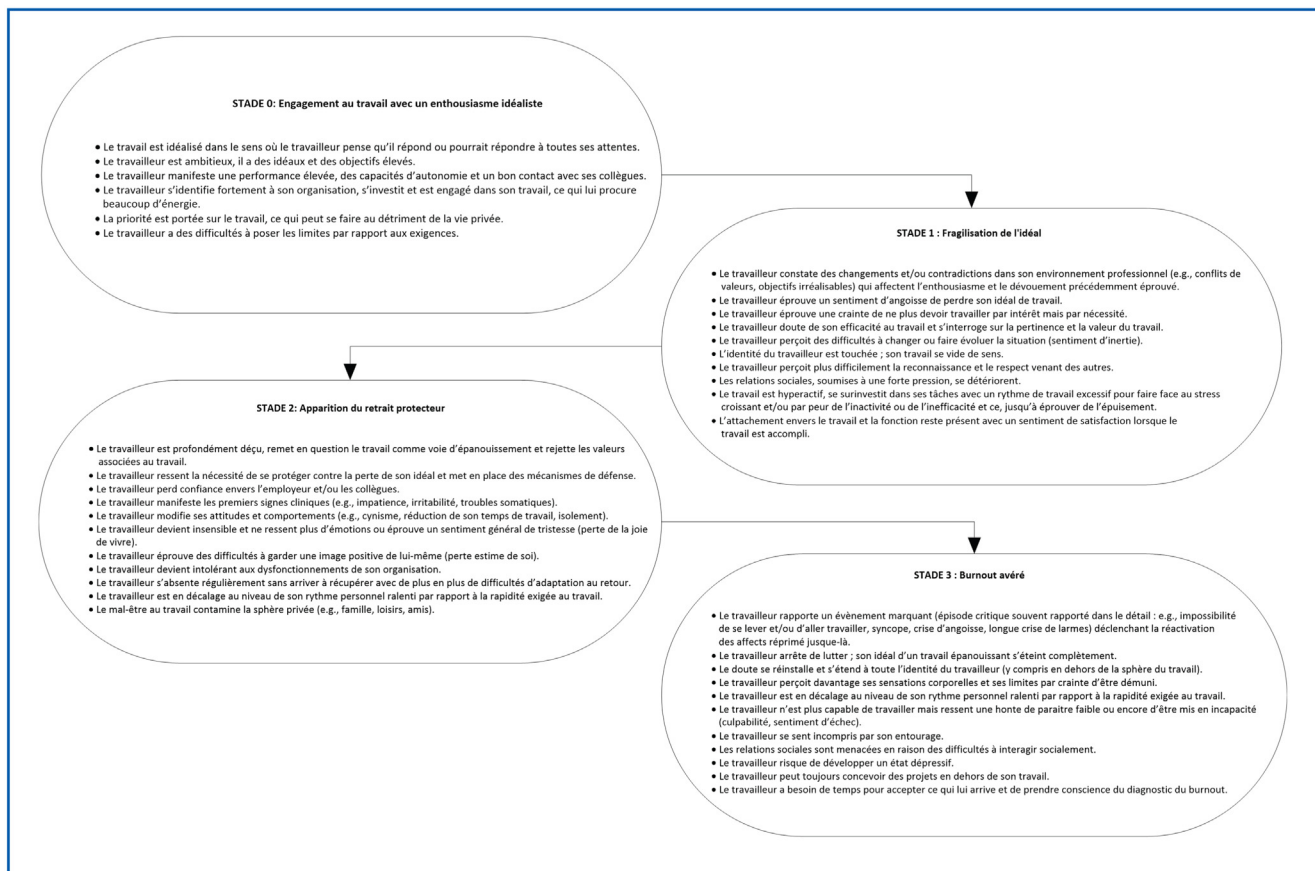 STADE 0: Engagement au travail avec un enthousiasme idéaliste
• Le travail est idéalisé dans le sens où le travailleur pense qu’il répond ou pourrait répondre à toutes ses attentes.
• Le travailleur est ambitieux, il a des idéaux et des objectifs élevés.
• Le travailleur manifeste une performance élevée, des capacités d’autonomie et un bon contact avec ses collègues.
• Le travailleur s’identifie fortement à son organisation, s’investit et est engagé dans son travail, ce qui lui procure
beaucoup d’énergie.
• La priorité est portée sur le travail, ce qui peut se faire au détriment de la vie privée.
• Le travailleur a des difficultés à poser les limites par rapport aux exigences.
STADE 1 : Fragilisation de l'idéal
• Le travailleur constate des changements et/ou contradictions dans son environnement professionnel (e.g., conflits de
valeurs, objectifs irréalisables) qui affectent l’enthousiasme et le dévouement précédemment éprouvé.
• Le travailleur éprouve un sentiment d’angoisse de perdre son idéal de travail.
• Le travailleur éprouve une crainte de ne plus devoir travailler par intérêt mais par nécessité.
• Le travailleur doute de son efficacité au travail et s’interroge sur la pertinence et la valeur du travail.
• Le travailleur perçoit des difficultés à changer ou faire évoluer la situation (sentiment d’inertie).
• L’identité du travailleur est touchée ; son travail se vide de sens.
• Le travailleur perçoit plus difficilement la reconnaissance et le respect venant des autres.
• Les relations sociales, soumises à une forte pression, se détériorent.
• Le travail est hyperactif, se surinvestit dans ses tâches avec un rythme de travail excessif pour faire face au stress
croissant et/ou par peur de l’inactivité ou de l’inefficacité et ce, jusqu’à éprouver de l’épuisement.
• L’attachement envers le travail et la fonction reste présent avec un sentiment de satisfaction lorsque le
travail est accompli.
STADE 2: Apparition du retrait protecteur
• Le travailleur est profondément déçu, remet en question le travail comme voie d’épanouissement et rejette les valeurs
associées au travail.
• Le travailleur ressent la nécessité de se protéger contre la perte de son idéal et met en place des mécanismes de défense.
• Le travailleur perd confiance envers l’employeur et/ou les collègues.
• Le travailleur manifeste les premiers signes cliniques (e.g., impatience, irritabilité, troubles somatiques).
• Le travailleur modifie ses attitudes et comportements (e.g., cynisme, réduction de son temps de travail, isolement).
• Le travailleur devient insensible et ne ressent plus d’émotions ou éprouve un sentiment général de tristesse (perte de la joie
de vivre).
• Le travailleur éprouve des difficultés à garder une image positive de lui-même (perte estime de soi).
• Le travailleur devient intolérant aux dysfonctionnements de son organisation.
• Le travailleur s’absente régulièrement sans arriver à récupérer avec de plus en plus de difficultés d’adaptation au retour.
• Le travailleur est en décalage au niveau de son rythme personnel ralenti par rapport à la rapidité exigée au travail.
• Le mal-être au travail contamine la sphère privée (e.g., famille, loisirs, amis).
STADE 3 : Burnout avéré
• Le travailleur rapporte un évènement marquant (épisode critique souvent rapporté dans le détail : e.g., impossibilité
de se lever et/ou d’aller travailler, syncope, crise d’angoisse, longue crise de larmes) déclenchant la réactivation
des affects réprimé jusque-là.
• Le travailleur arrête de lutter ; son idéal d’un travail épanouissant s’éteint complètement.
• Le doute se réinstalle et s’étend à toute l’identité du travailleur (y compris en dehors de la sphère du travail).
• Le travailleur perçoit davantage ses sensations corporelles et ses limites par crainte d’être démuni.
• Le travailleur est en décalage au niveau de son rythme personnel ralenti par rapport à la rapidité exigée au travail.
• Le travailleur n’est plus capable de travailler mais ressent une honte de paraitre faible ou encore d’être mis en incapacité
(culpabilité, sentiment d’échec).
• Le travailleur se sent incompris par son entourage.
• Les relations sociales sont menacées en raison des difficultés à interagir socialement.
• Le travailleur risque de développer un état dépressif.
• Le travailleur peut toujours concevoir des projets en dehors de son travail.
• Le travailleur a besoin de temps pour accepter ce qui lui arrive et de prendre conscience du diagnostic du burnout.